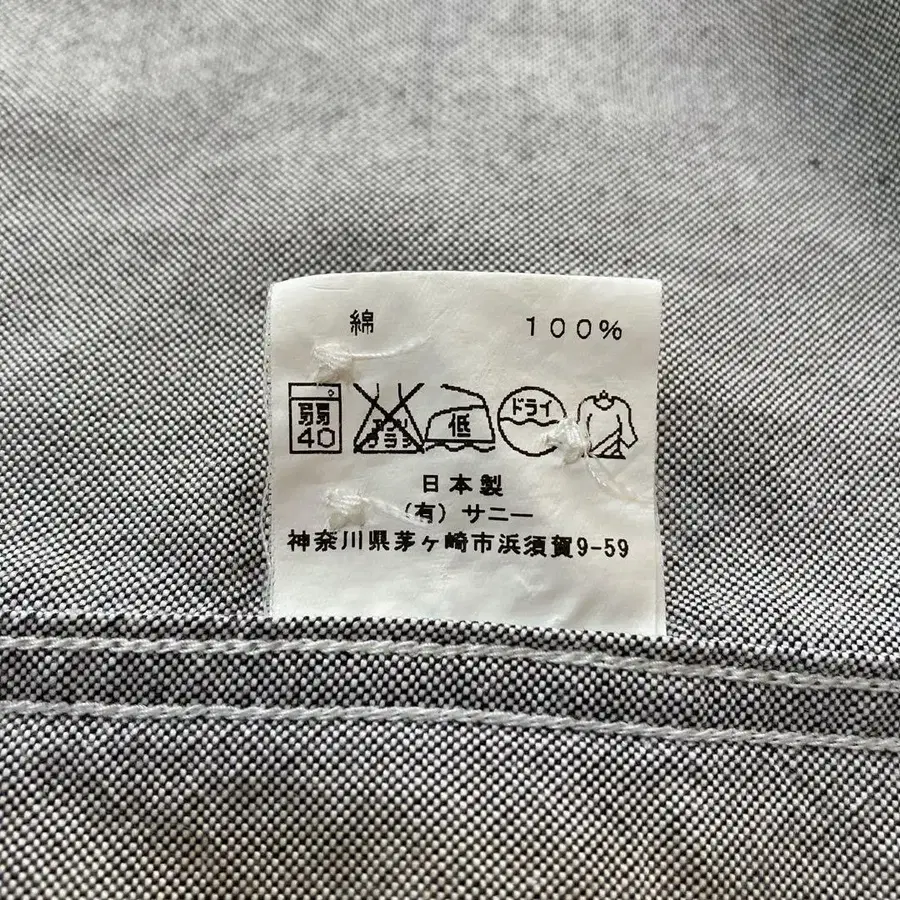 綿 100%
弱 40 エンソサラシ 低 ドライ
日本製
(有) サニー
神奈川県茅ヶ崎市浜須賀9-59